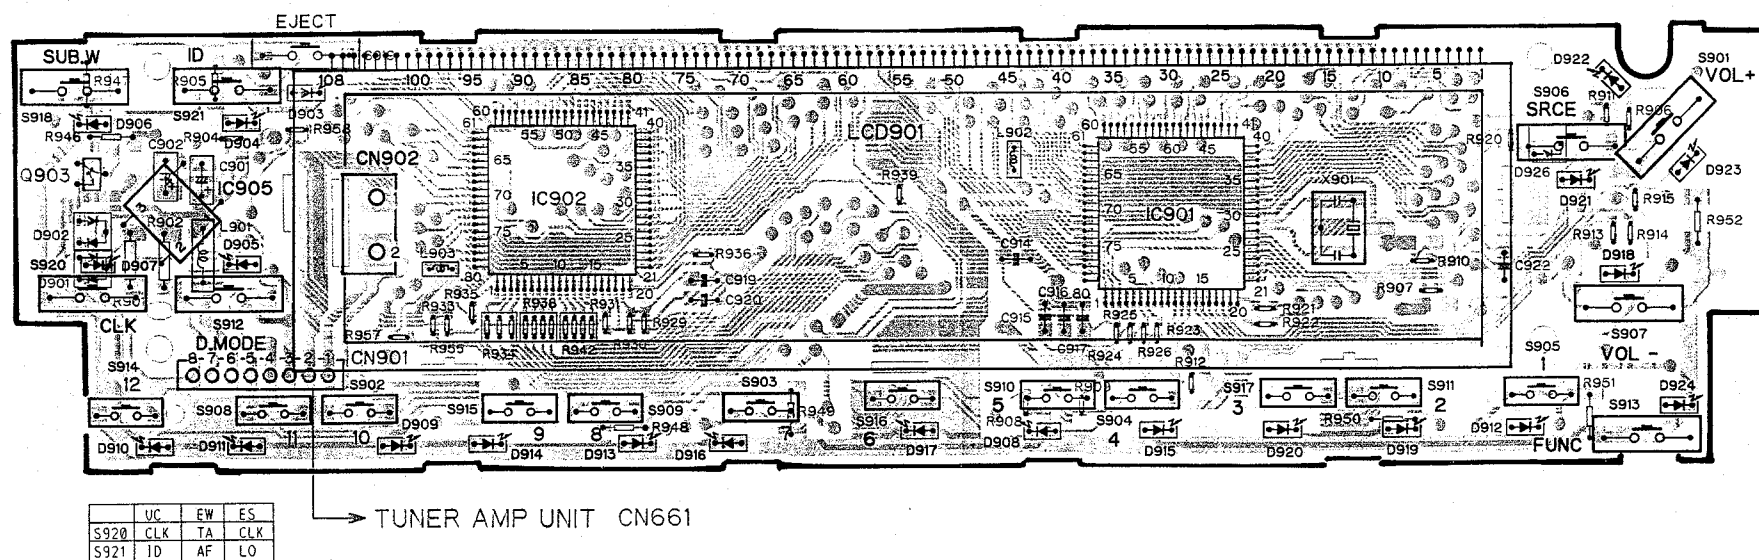 EJECT
SUB.W
ID
R947
R905
S918
D906
S921
D903
R946
R904
D904
R958
C902
C901
Q903
IC905
R902
D902
L901
D905
S920
D907
D901
CLK
S912
D.MODE
8-7-6-5-4-3-2-1
CN901
CN902
2
108 100 95 90 85 80 75 70 65 60 55 50 45 40 35 30 25 20 15 10 5 1
60 55 50 45 41
61 40
65 35
70 IC902 30
75 25
80 21
1 5 10 15 20
L903
R935
R933
R955
R957
R938
R931
R942
R930
R929
R936
C919
C920
LCD901
R939
L902
C914
C916
C915
C917
60 55 50 45 41
61 40
65 35
70 IC901 30
75 25
80 21
1 5 10 15 20
X901
R925
R924
R926
R923
R921
R922
R912
R910
R907
C922
R920
D922
S901
VOL+
S906
SRCE
R911
R906
D926
D921
D923
R915
R952
R913
R914
D918
S907
VOL -
S905
R951
D924
S913
FUNC
S914
12
S908
S902
S915
S909
S903
S916
S910
5
R909
S904
S917
3
S911
2
R949
R948
R908
R950
D910
D911
11
10
D909
D914
9
8
D913
D916
7
6
D917
D908
4
D915
D920
D919
D912
TUNER AMP UNIT CN661
UC EW ES
S920 CLK TA CLK
S921 ID AF LO